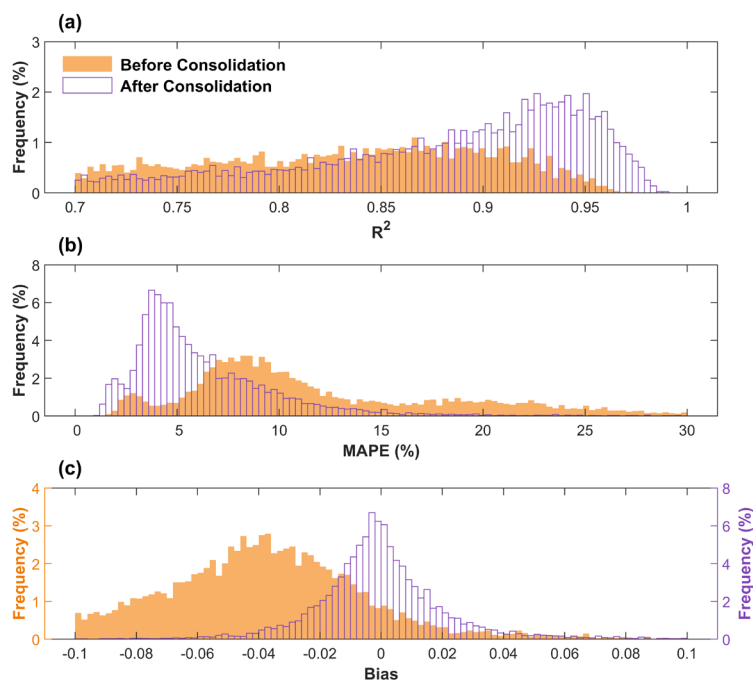 (a)
3
2
1
0
Frequency (%)
Before Consolidation
After Consolidation
0.7 0.75 0.8 0.85 0.9 0.95 1
R²
(b)
8
6
4
2
0
Frequency (%)
0 5 10 15 20 25 30
MAPE (%)
(c)
4
3
2
1
0
Frequency (%)
8
6
4
2
0
Frequency (%)
-0.1 -0.08 -0.06 -0.04 -0.02 0 0.02 0.04 0.06 0.08 0.1
Bias